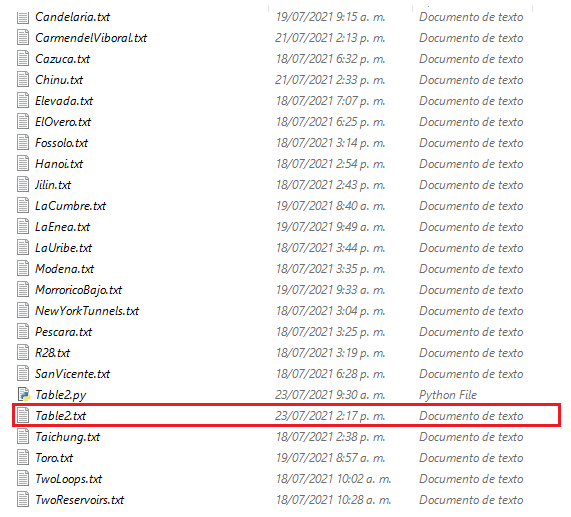 Candelaria.txt 19/07/2021 9:15 a. m. Documento de texto
CarmendelViboral.txt 21/07/2021 2:13 p. m. Documento de texto
Cazuca.txt 18/07/2021 6:32 p. m. Documento de texto
Chinu.txt 21/07/2021 2:33 p. m. Documento de texto
Elevada.txt 18/07/2021 7:07 p. m. Documento de texto
ElOvero.txt 18/07/2021 6:25 p. m. Documento de texto
Fossolo.txt 18/07/2021 3:14 p. m. Documento de texto
Hanoi.txt 18/07/2021 2:54 p. m. Documento de texto
Jilin.txt 18/07/2021 2:43 p. m. Documento de texto
LaCumbre.txt 19/07/2021 8:40 a. m. Documento de texto
LaEnea.txt 19/07/2021 9:49 a. m. Documento de texto
LaUribe.txt 18/07/2021 3:44 p. m. Documento de texto
Modena.txt 18/07/2021 3:35 p. m. Documento de texto
MorroricoBajo.txt 19/07/2021 9:33 a. m. Documento de texto
NewYorkTunnels.txt 18/07/2021 3:04 p. m. Documento de texto
Pescara.txt 18/07/2021 3:25 p. m. Documento de texto
R28.txt 18/07/2021 3:19 p. m. Documento de texto
SanVicente.txt 18/07/2021 6:28 p. m. Documento de texto
Table2.py 23/07/2021 9:30 a. m. Python File
Table2.txt 23/07/2021 2:17 p. m. Documento de texto
Taichung.txt 18/07/2021 2:38 p. m. Documento de texto
Toro.txt 19/07/2021 8:57 a. m. Documento de texto
TwoLoops.txt 18/07/2021 10:02 a. m. Documento de texto
TwoReservoirs.txt 18/07/2021 10:28 a. m. Documento de texto